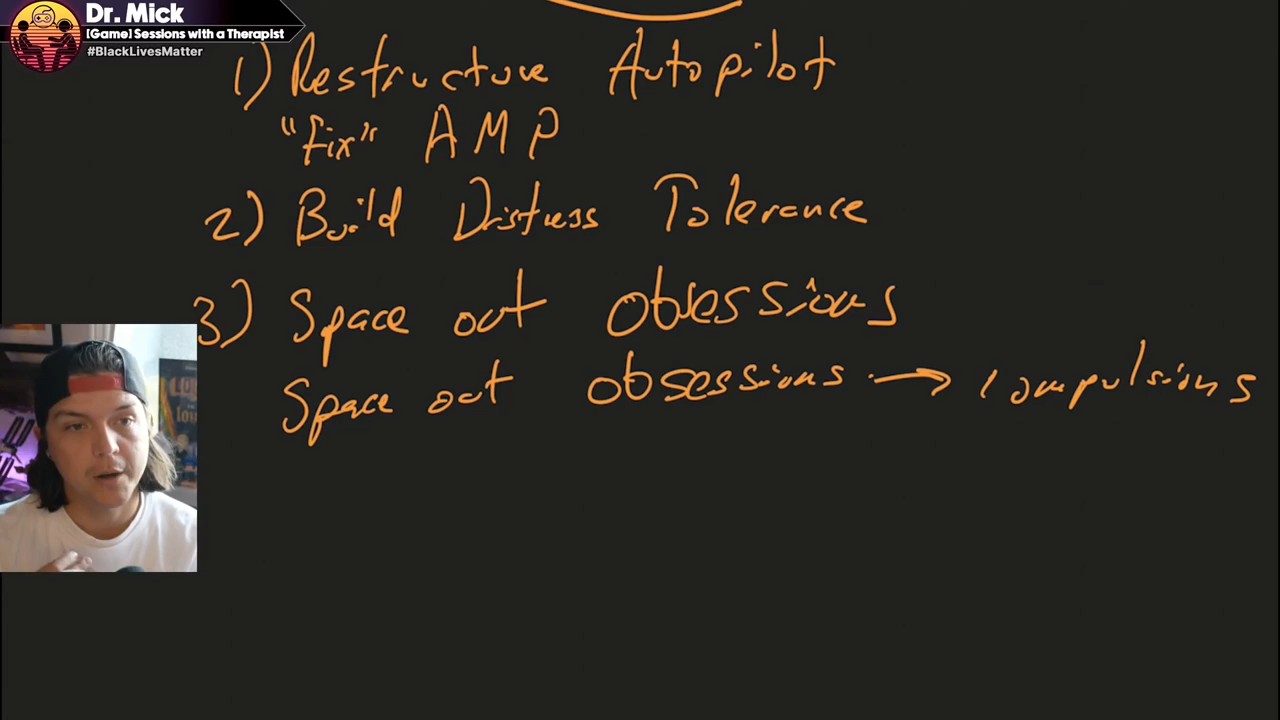 Dr. Mick
[Game] Sessions with a Therapist
#BlackLivesMatter
1) Restructure Autopilot
"fix" AMP
2) Build Distress Tolerance
3) Space out obsessions
Space out obsessions → compulsions